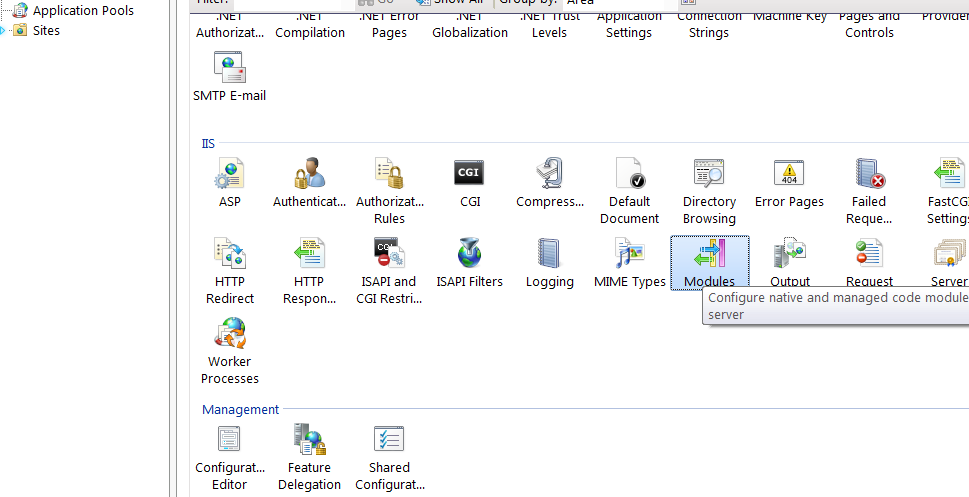 Application Pools
Sites
Filter:
Go
Show All
Group by:
Area
.NET Authorizat...
.NET Compilation
.NET Error Pages
.NET Globalization
.NET Trust Levels
Application Settings
Connection Strings
Machine Key
Pages and Controls
Provider
SMTP E-mail
IIS
ASP
Authenticat...
Authorizat... Rules
CGI
CGI
Compress...
Default Document
Directory Browsing
404
Error Pages
Failed Reque...
FastCGI Settings
HTTP Redirect
HTTP Respon...
ISAPI and CGI Restri...
ISAPI Filters
Logging
MIME Types
Modules
Output
Request
Server
Configure native and managed code module
server
Worker Processes
Management
Configurat... Editor
Feature Delegation
Shared Configurat...